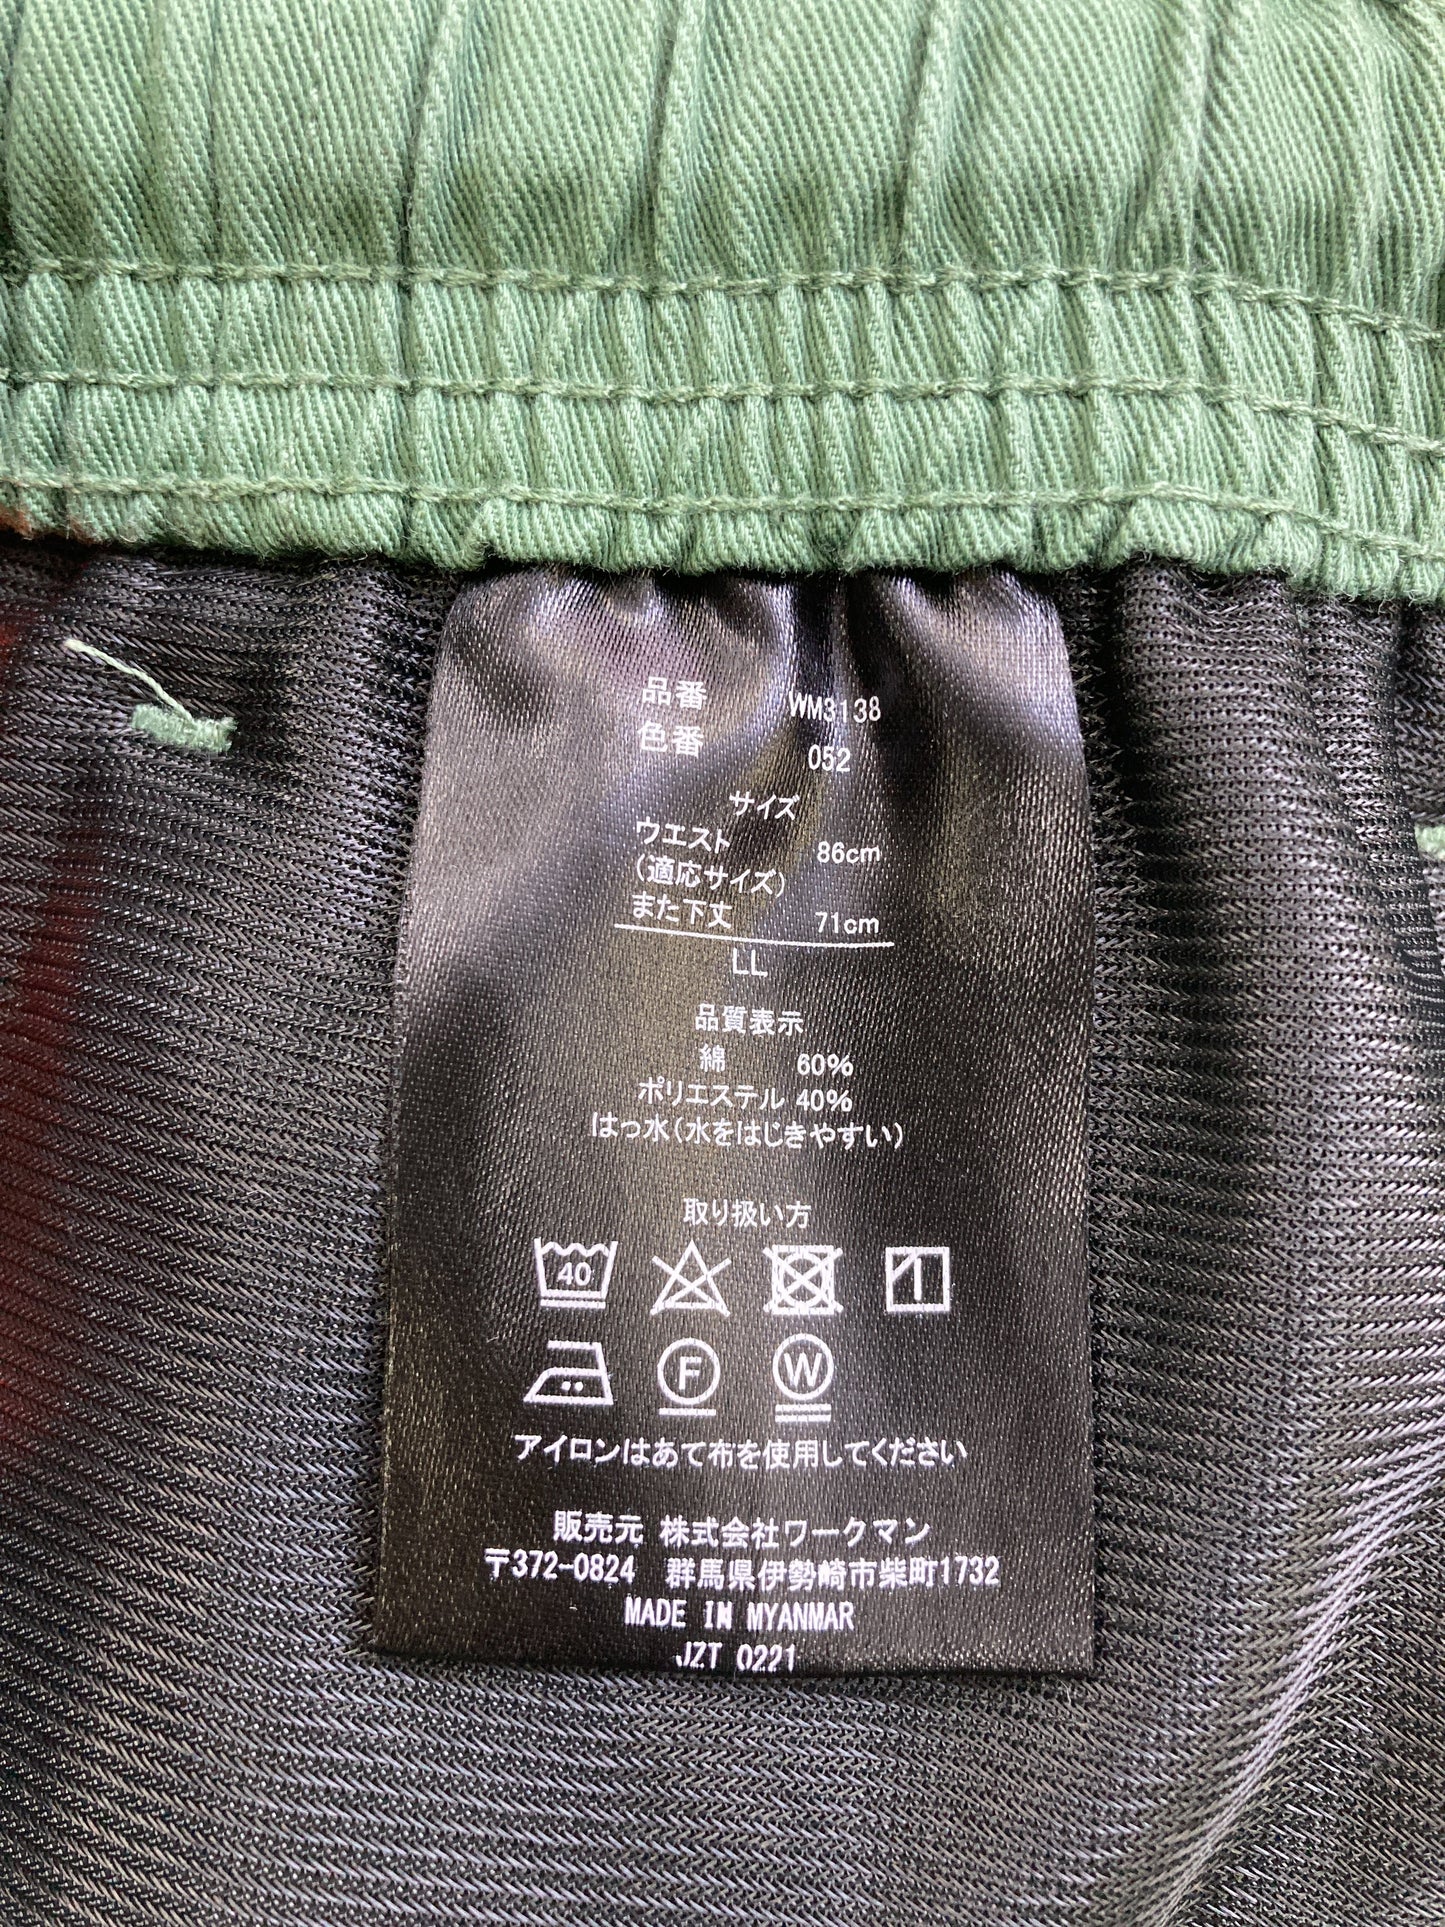 品番 WM3138
色番 052
サイズ
ウエスト 86cm
(適応サイズ)
また下丈 71cm
LL
品質表示
綿 60%
ポリエステル 40%
はっ水(水をはじきやすい)
取り扱い方
40 1
F W
アイロンはあて布を使用してください
販売元 株式会社ワークマン
〒372-0824 群馬県伊勢崎市柴町1732
MADE IN MYANMAR
JZT 0221